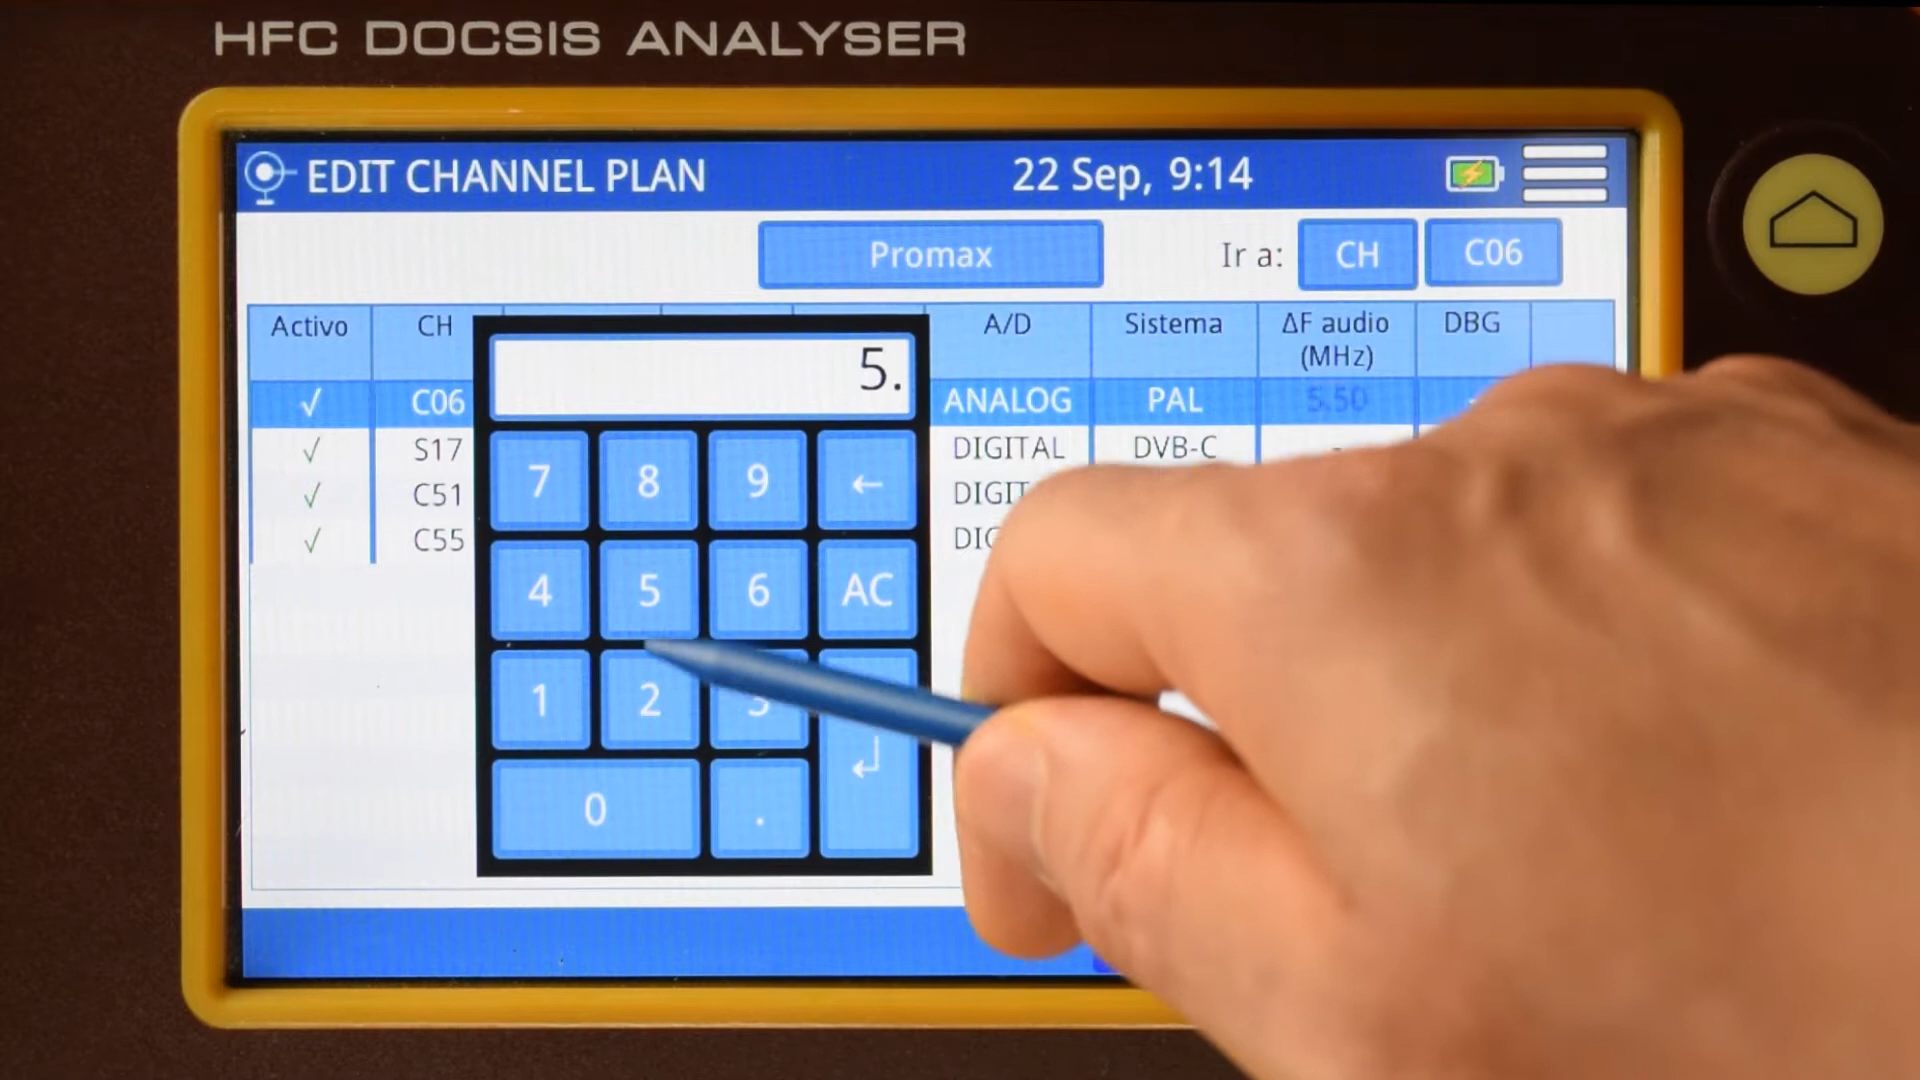 HFC DOCSIS ANALYSER
EDIT CHANNEL PLAN 22 Sep, 9:14
Promax Ir a: CH C06
Activo CH A/D Sistema ΔF audio (MHz) DBG
√ C06 ANALOG PAL 5.50 -
√ S17 DIGITAL DVB-C -
√ C51
√ C55
5.
7 8 9 ←
4 5 6 AC
1 2 3 ↵
0 .